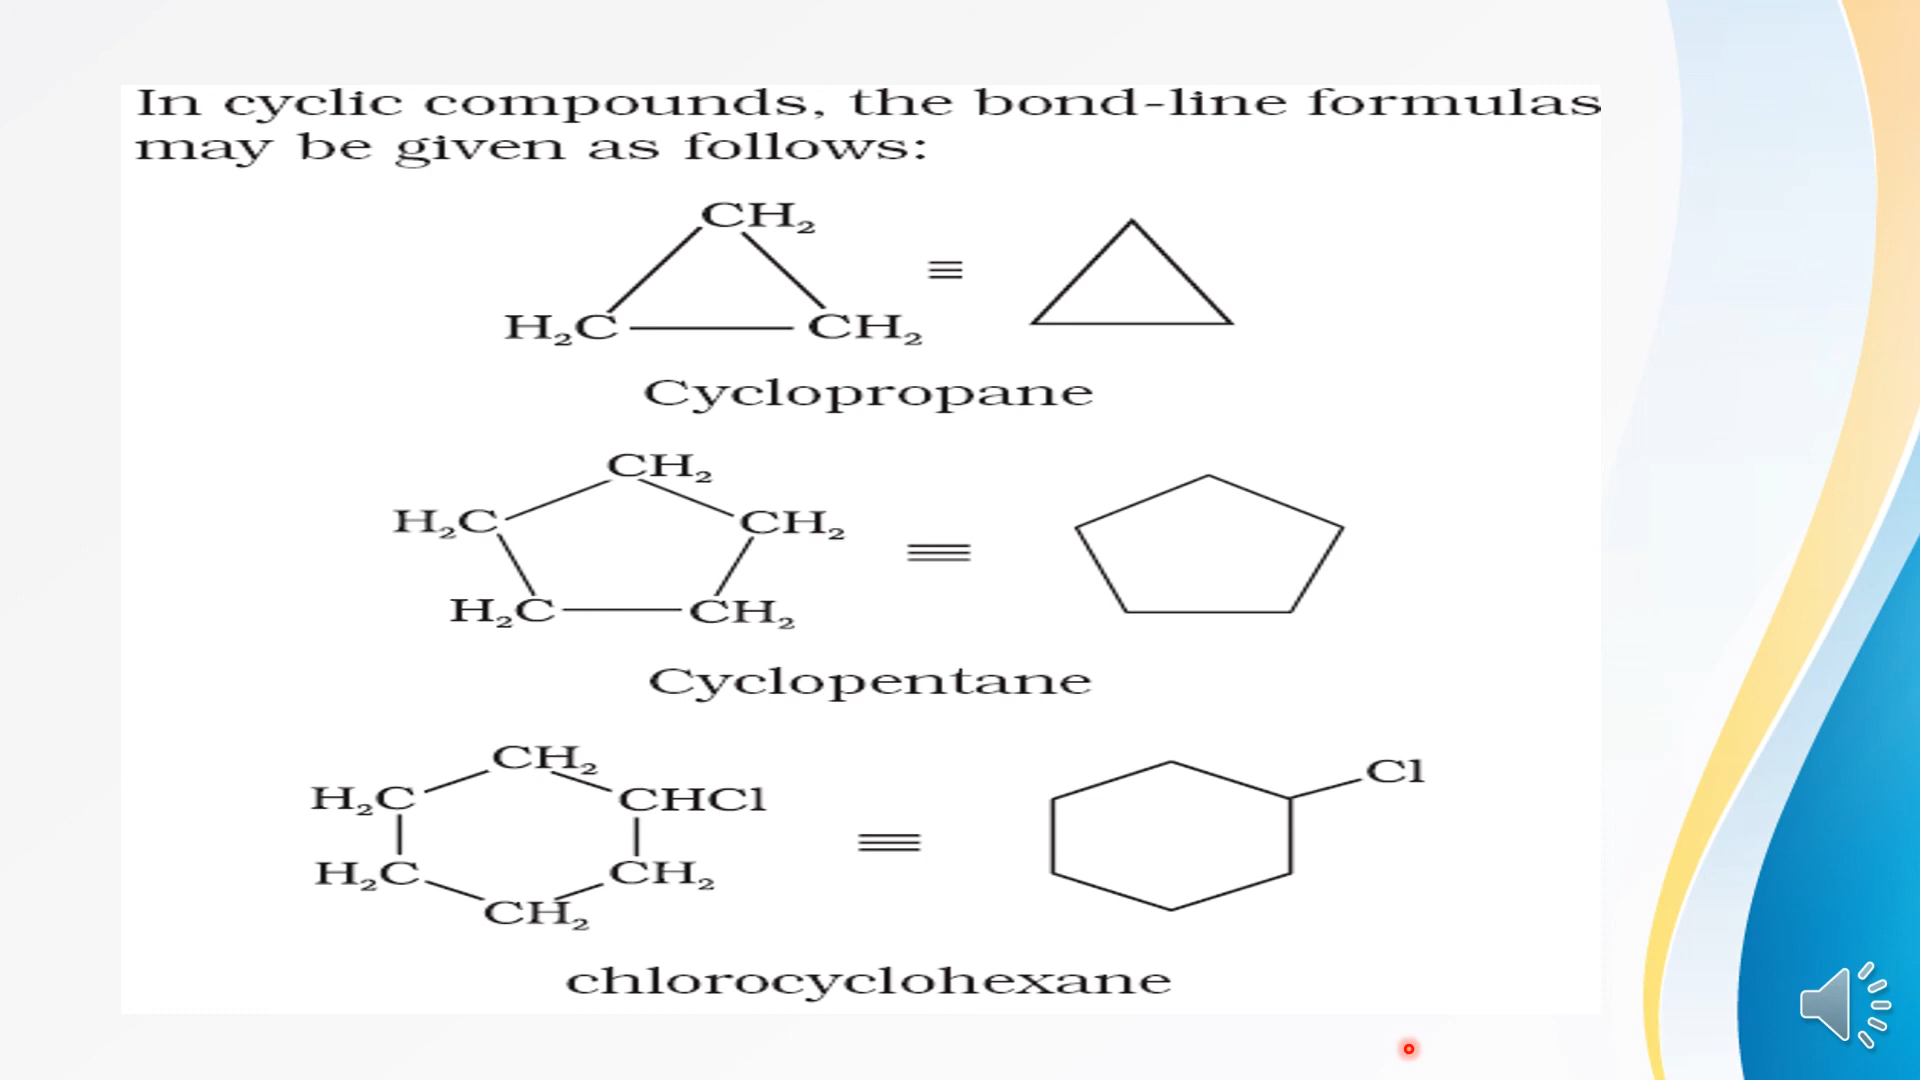 In cyclic compounds, the bond-line formulas
may be given as follows:
CH₂
≡
H₂C CH₂
Cyclopropane
CH₂
H₂C CH₂
≡
H₂C CH₂
Cyclopentane
CH₂
Cl
H₂C CHCl
≡
H₂C CH₂
CH₂
chlorocyclohexane